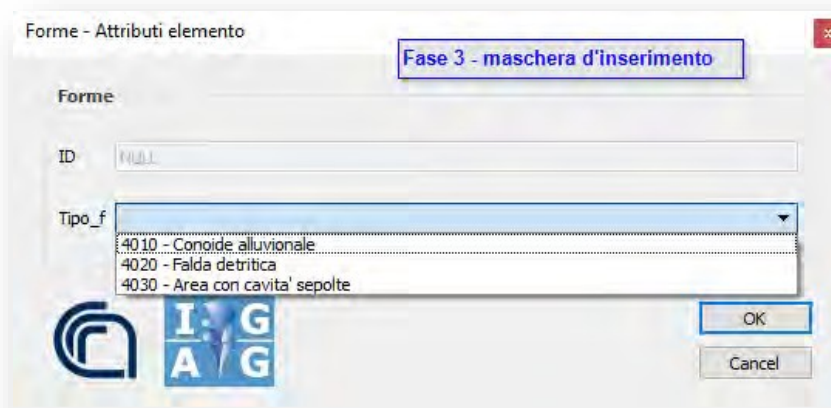 Forme - Attributi elemento
Fase 3 - maschera d'inserimento
Forme
ID NULL
Tipo_f
4010 - Conoide alluvionale
4020 - Falda detritica
4030 - Area con cavita' sepolte
I G
A G
OK
Cancel